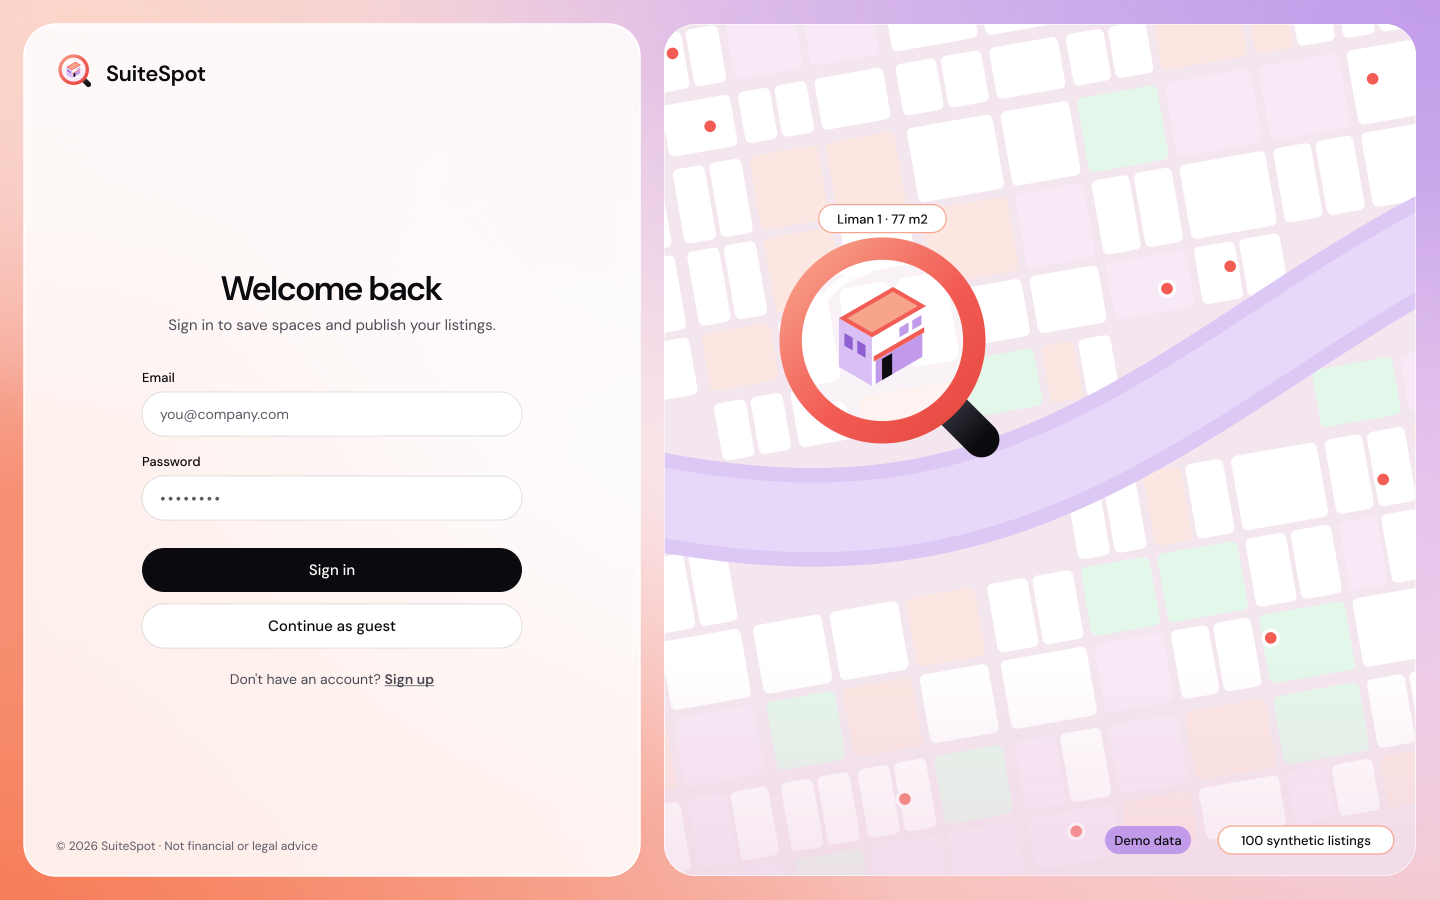 SuiteSpot
Welcome back
Sign in to save spaces and publish your listings.
Email
you@company.com
Password
••••••••
Sign in
Continue as guest
Don't have an account? Sign up
© 2026 SuiteSpot · Not financial or legal advice
Liman 1 · 77 m2
Demo data
100 synthetic listings